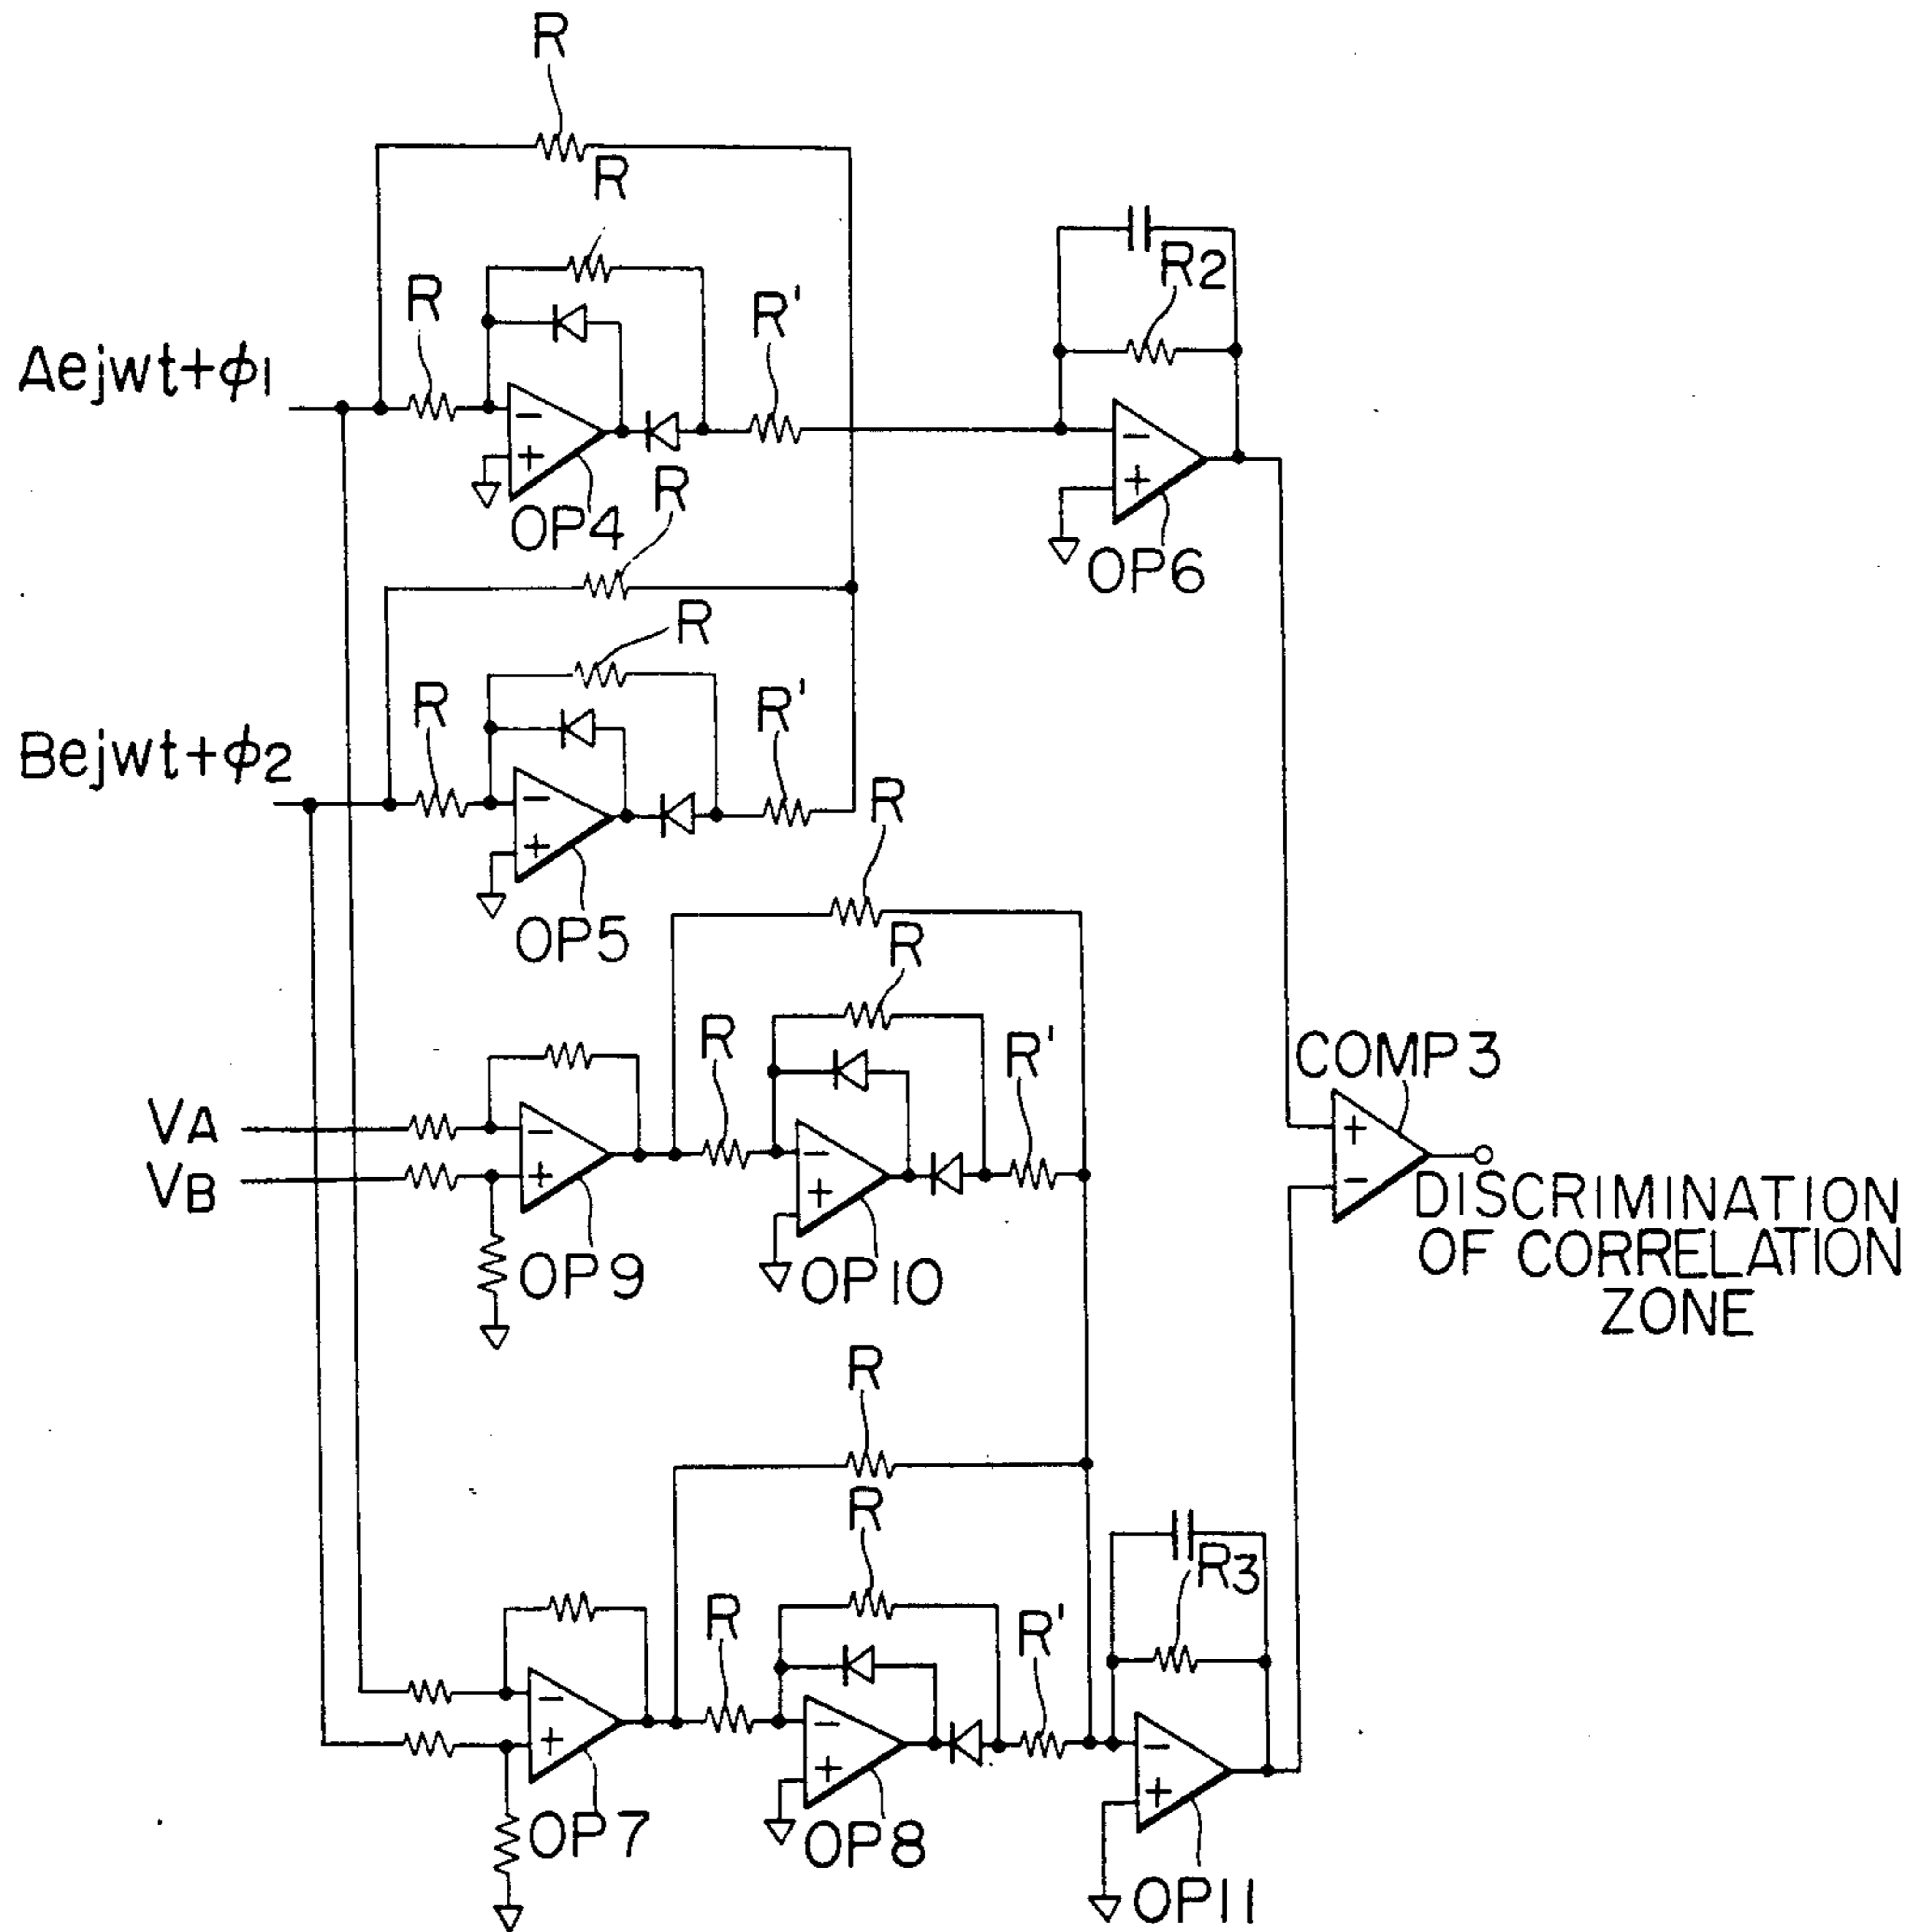 R
R
R
R2
R'
Aejwt+ϕ1
R
OP4
OP6
R
R
R'
Bejwt+ϕ2
R
OP5
R
R
R'
COMP3
VA
+
−
VB
DISCRIMINATION
OF CORRELATION
ZONE
OP9
OP10
R
R
R3
R
R'
OP7
OP8
OP11